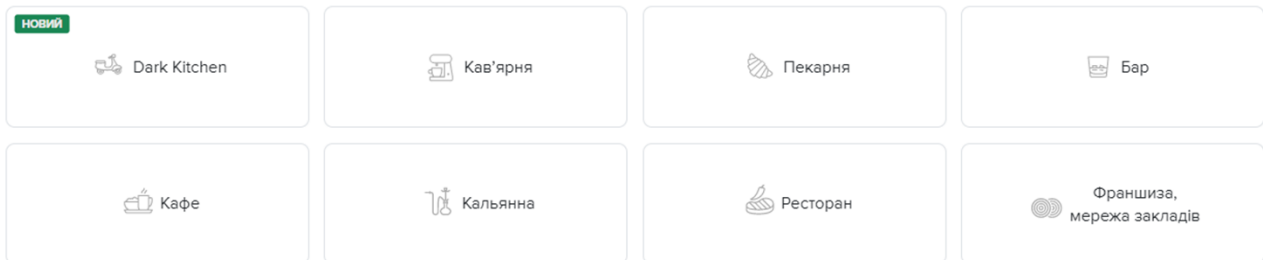 НОВИЙ
Dark Kitchen
Кав’ярня
Пекарня
Бар
Кафе
Кальянна
Ресторан
Франшиза,
мережа закладів